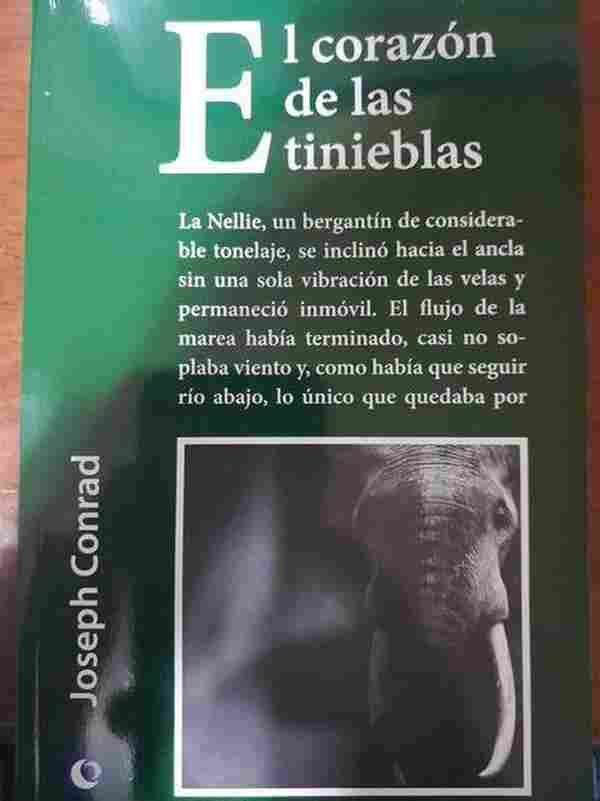 El corazón
de las
tinieblas
La Nellie, un bergantín de considera-
ble tonelaje, se inclinó hacia el ancla
sin una sola vibración de las velas y
permaneció inmóvil. El flujo de la
marea había terminado, casi no so-
plaba viento y, como había que seguir
río abajo, lo único que quedaba por
Joseph Conrad